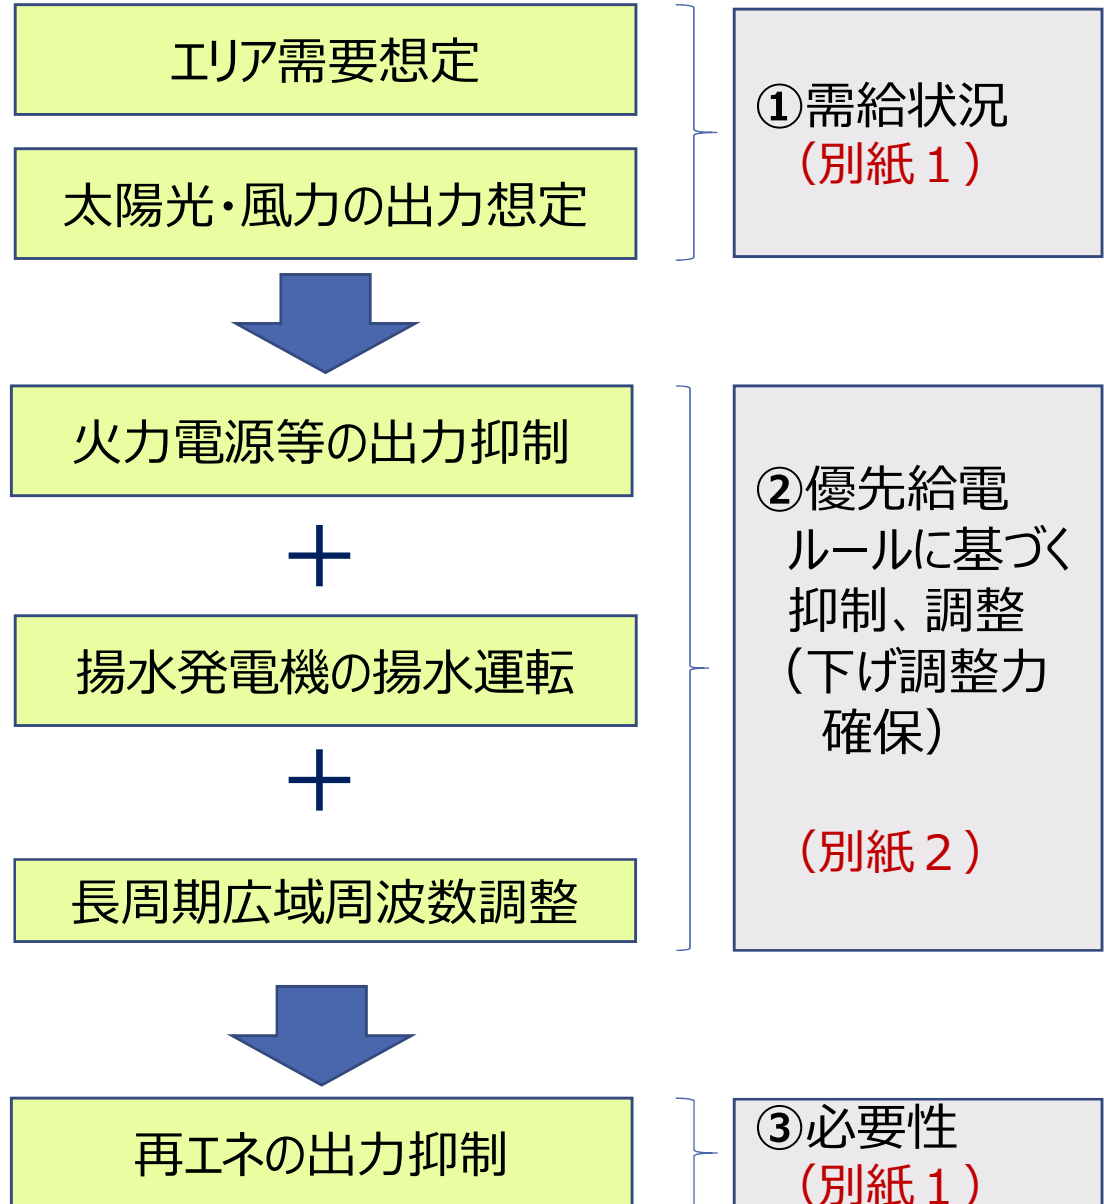 エリア需要想定
太陽光・風力の出力想定
①需給状況
（別紙１）
火力電源等の出力抑制
＋
揚水発電機の揚水運転
＋
長周期広域周波数調整
②優先給電
ルールに基づく
抑制、調整
（下げ調整力
確保）
（別紙２）
再エネの出力抑制
③必要性
（別紙１）